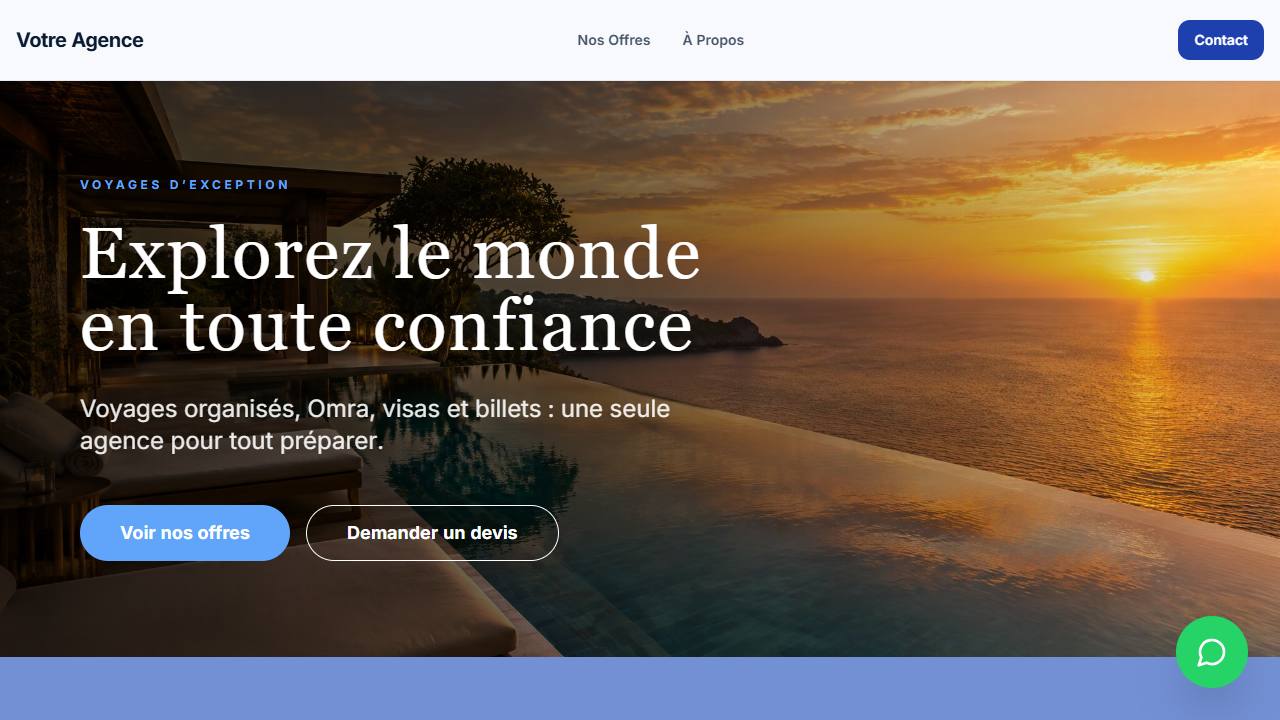 Votre Agence
Nos Offres
À Propos
Contact
VOYAGES D'EXCEPTION
Explorez le monde
en toute confiance
Voyages organisés, Omra, visas et billets : une seule
agence pour tout préparer.
Voir nos offres
Demander un devis